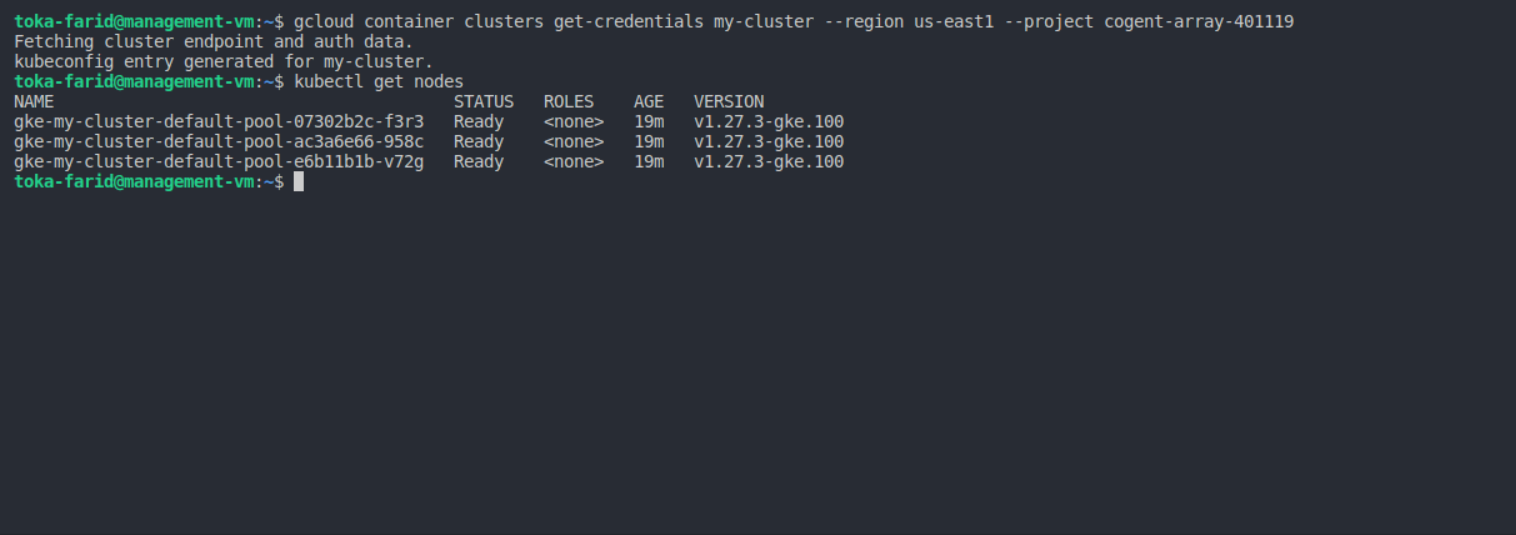 toka-farid@management-vm:~$ gcloud container clusters get-credentials my-cluster --region us-east1 --project cogent-array-401119
Fetching cluster endpoint and auth data.
kubeconfig entry generated for my-cluster.
toka-farid@management-vm:~$ kubectl get nodes
NAME                                        STATUS   ROLES    AGE   VERSION
gke-my-cluster-default-pool-07302b2c-f3r3   Ready    <none>   19m   v1.27.3-gke.100
gke-my-cluster-default-pool-ac3a6e66-958c   Ready    <none>   19m   v1.27.3-gke.100
gke-my-cluster-default-pool-e6b11b1b-v72g   Ready    <none>   19m   v1.27.3-gke.100
toka-farid@management-vm:~$